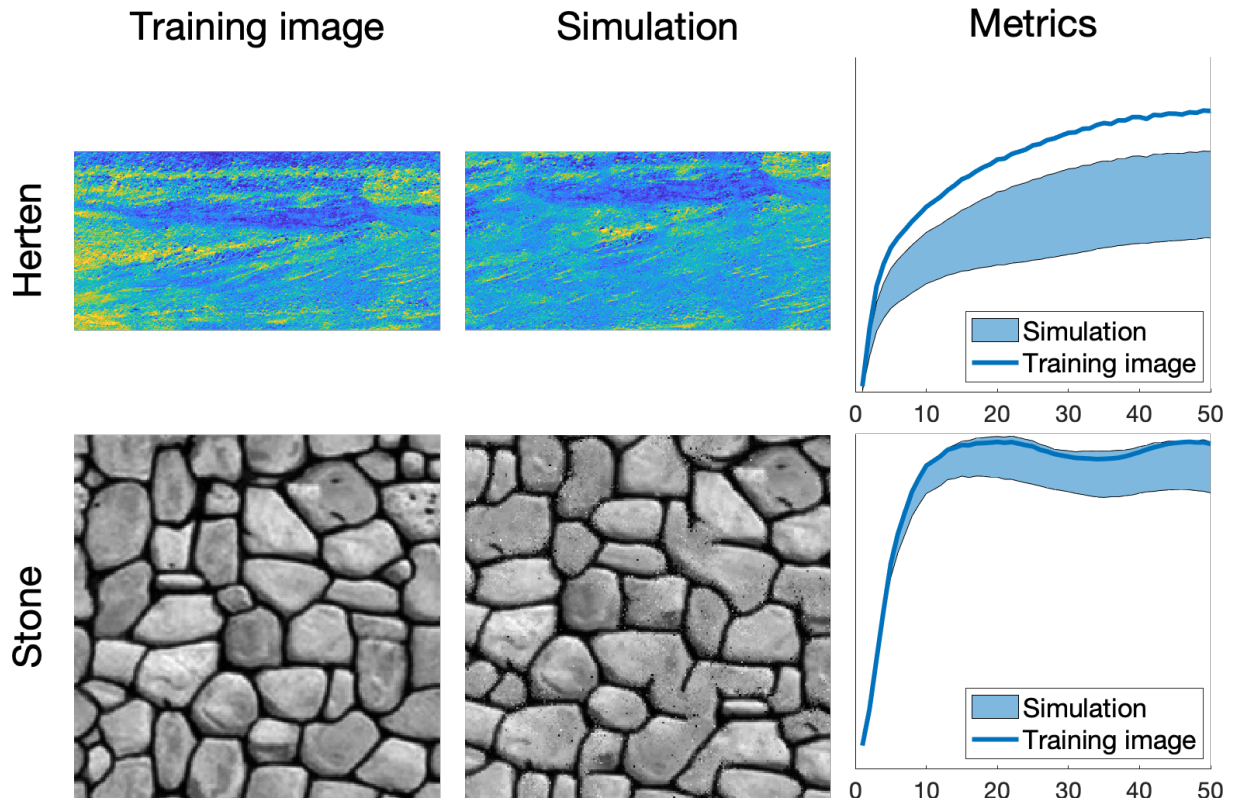 Training image Simulation Metrics
Herten
Simulation
Training image
0 10 20 30 40 50
Stone
Simulation
Training image
0 10 20 30 40 50